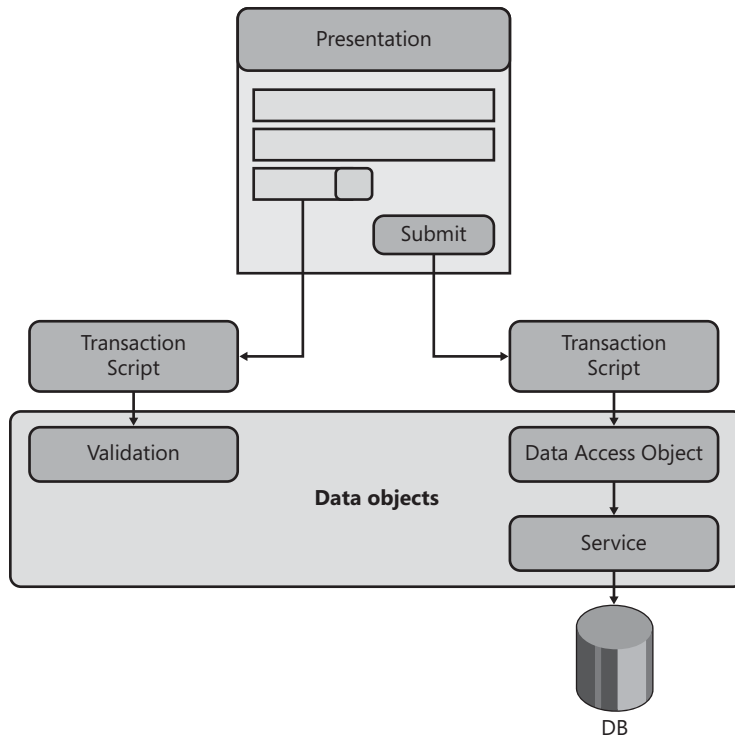 Presentation
Submit
Transaction
Script
Transaction
Script
Validation
Data Access Object
Data objects
Service
DB